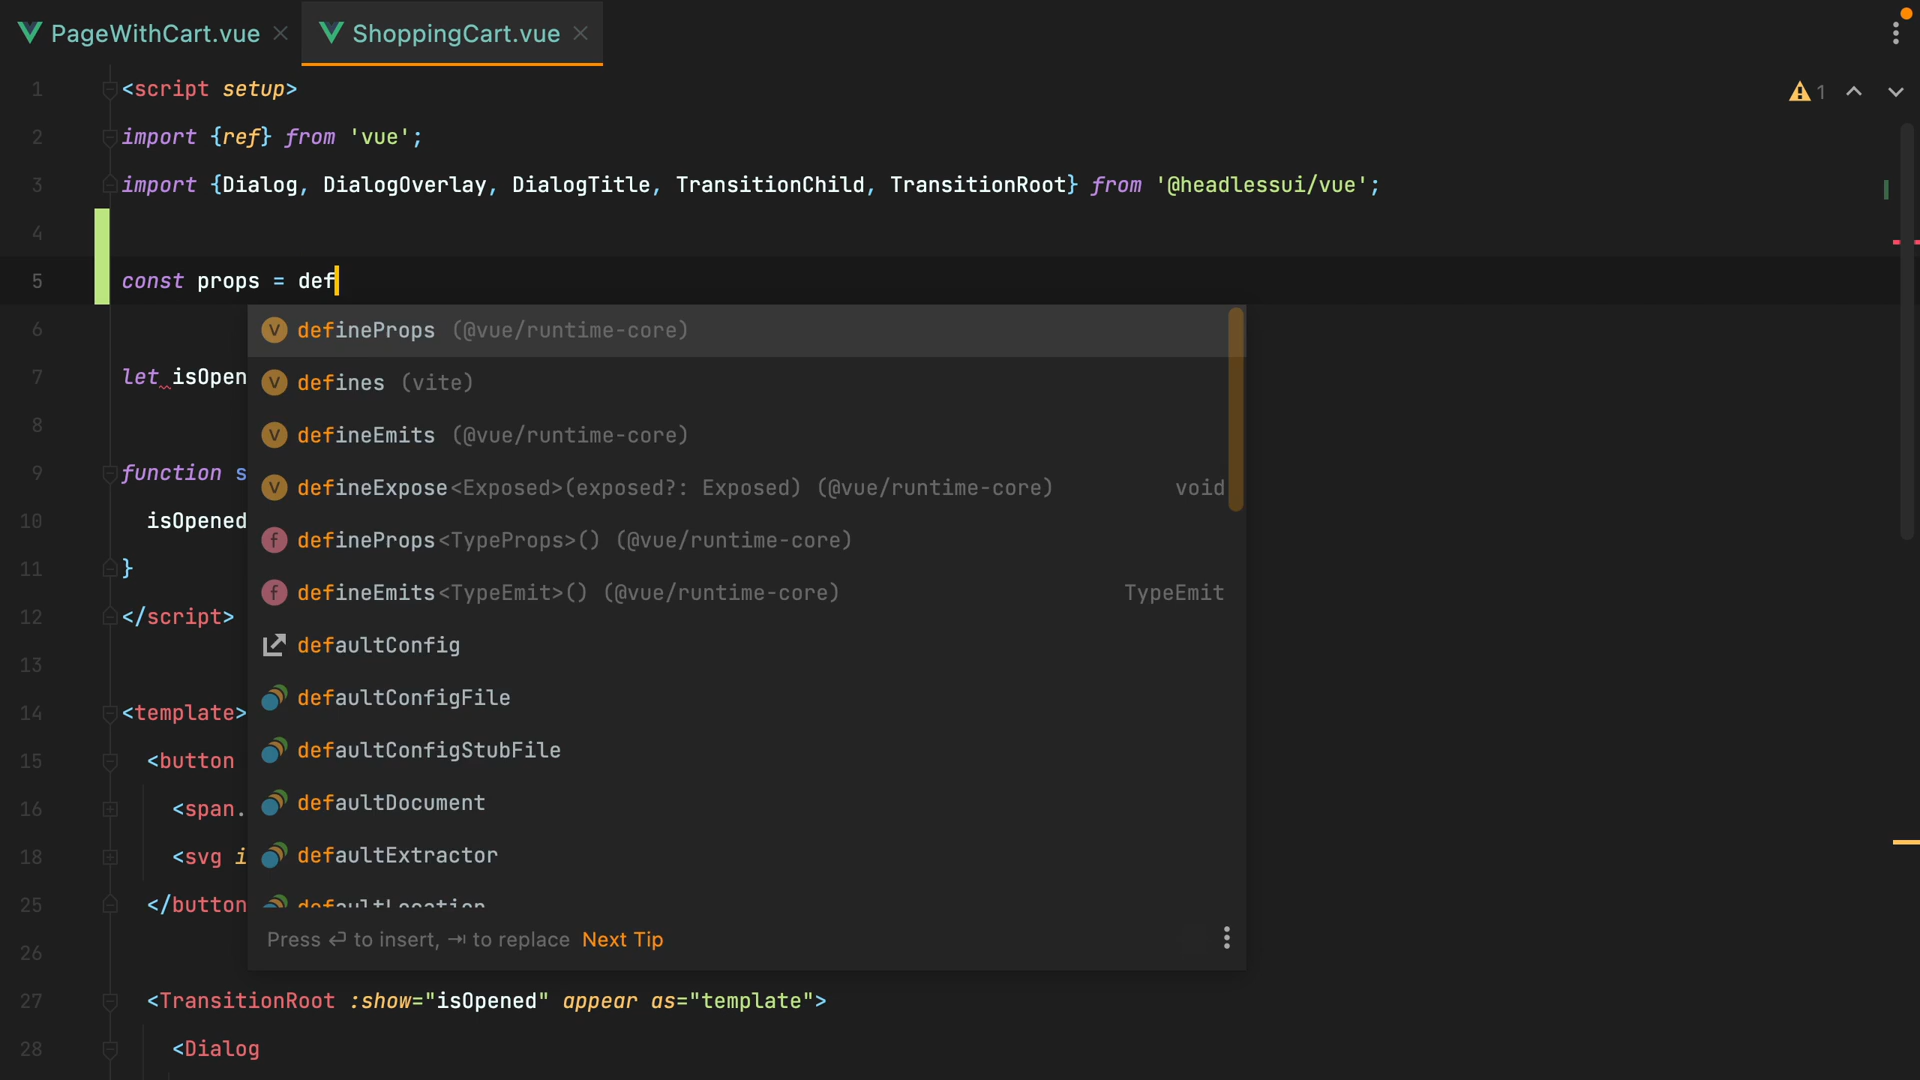 PageWithCart.vue
ShoppingCart.vue
1 <script setup>
1
2 import {ref} from 'vue';
3 import {Dialog, DialogOverlay, DialogTitle, TransitionChild, TransitionRoot} from '@headlessui/vue';
4
5 const props = def
6
defineProps (@vue/runtime-core)
7 let isOpen
defines (vite)
8
defineEmits (@vue/runtime-core)
9 function s
defineExpose<Exposed>(exposed?: Exposed) (@vue/runtime-core) void
10 isOpened
defineProps<TypeProps>() (@vue/runtime-core)
11 }
defineEmits<TypeEmit>() (@vue/runtime-core) TypeEmit
12 </script>
defaultConfig
13
defaultConfigFile
14 <template>
defaultConfigStubFile
15 <button
defaultDocument
16 <span.
defaultExtractor
18 <svg i
defaultLocation
25 </button
Press ↵ to insert, ⇥ to replace Next Tip
26
27 <TransitionRoot :show="isOpened" appear as="template">
28 <Dialog